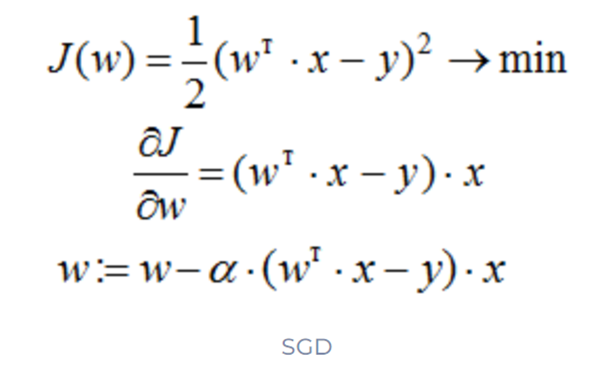 J(w) = 1/2 (wᵀ · x − y)² → min
∂J/∂w = (wᵀ · x − y) · x
w := w − α · (wᵀ · x − y) · x
SGD